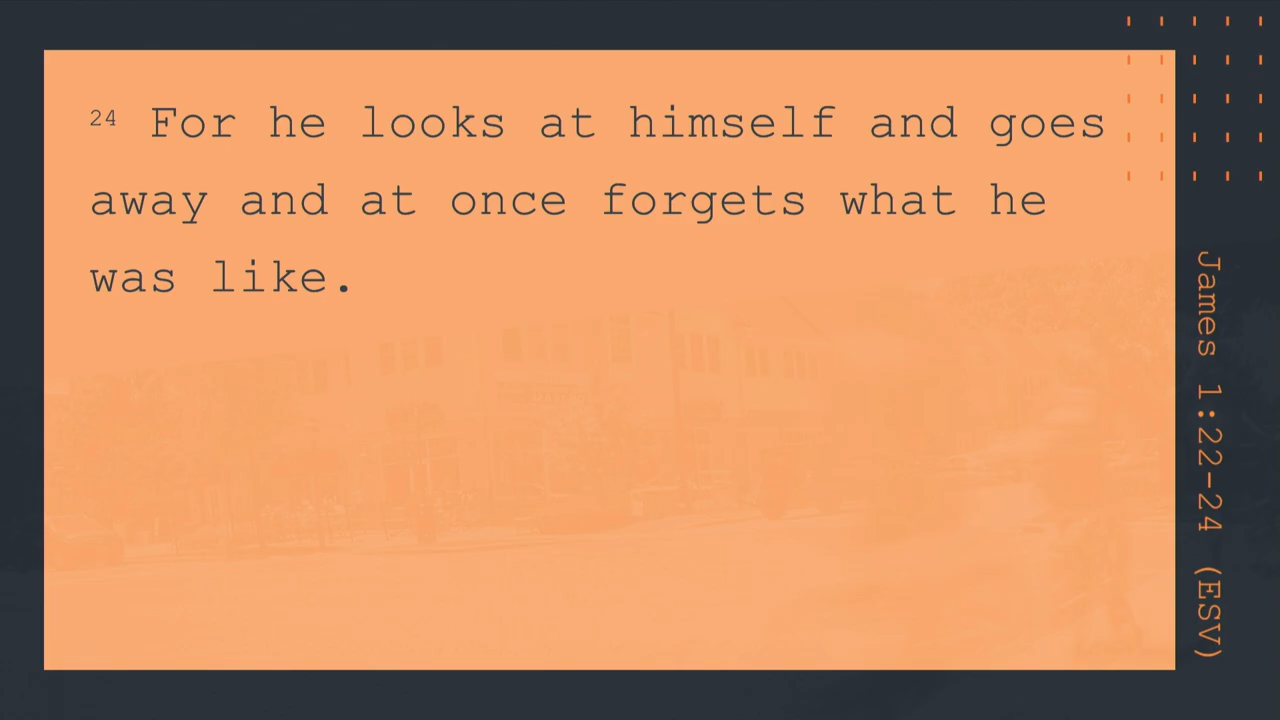 24 For he looks at himself and goes
away and at once forgets what he
was like.
James 1:22-24 (ESV)